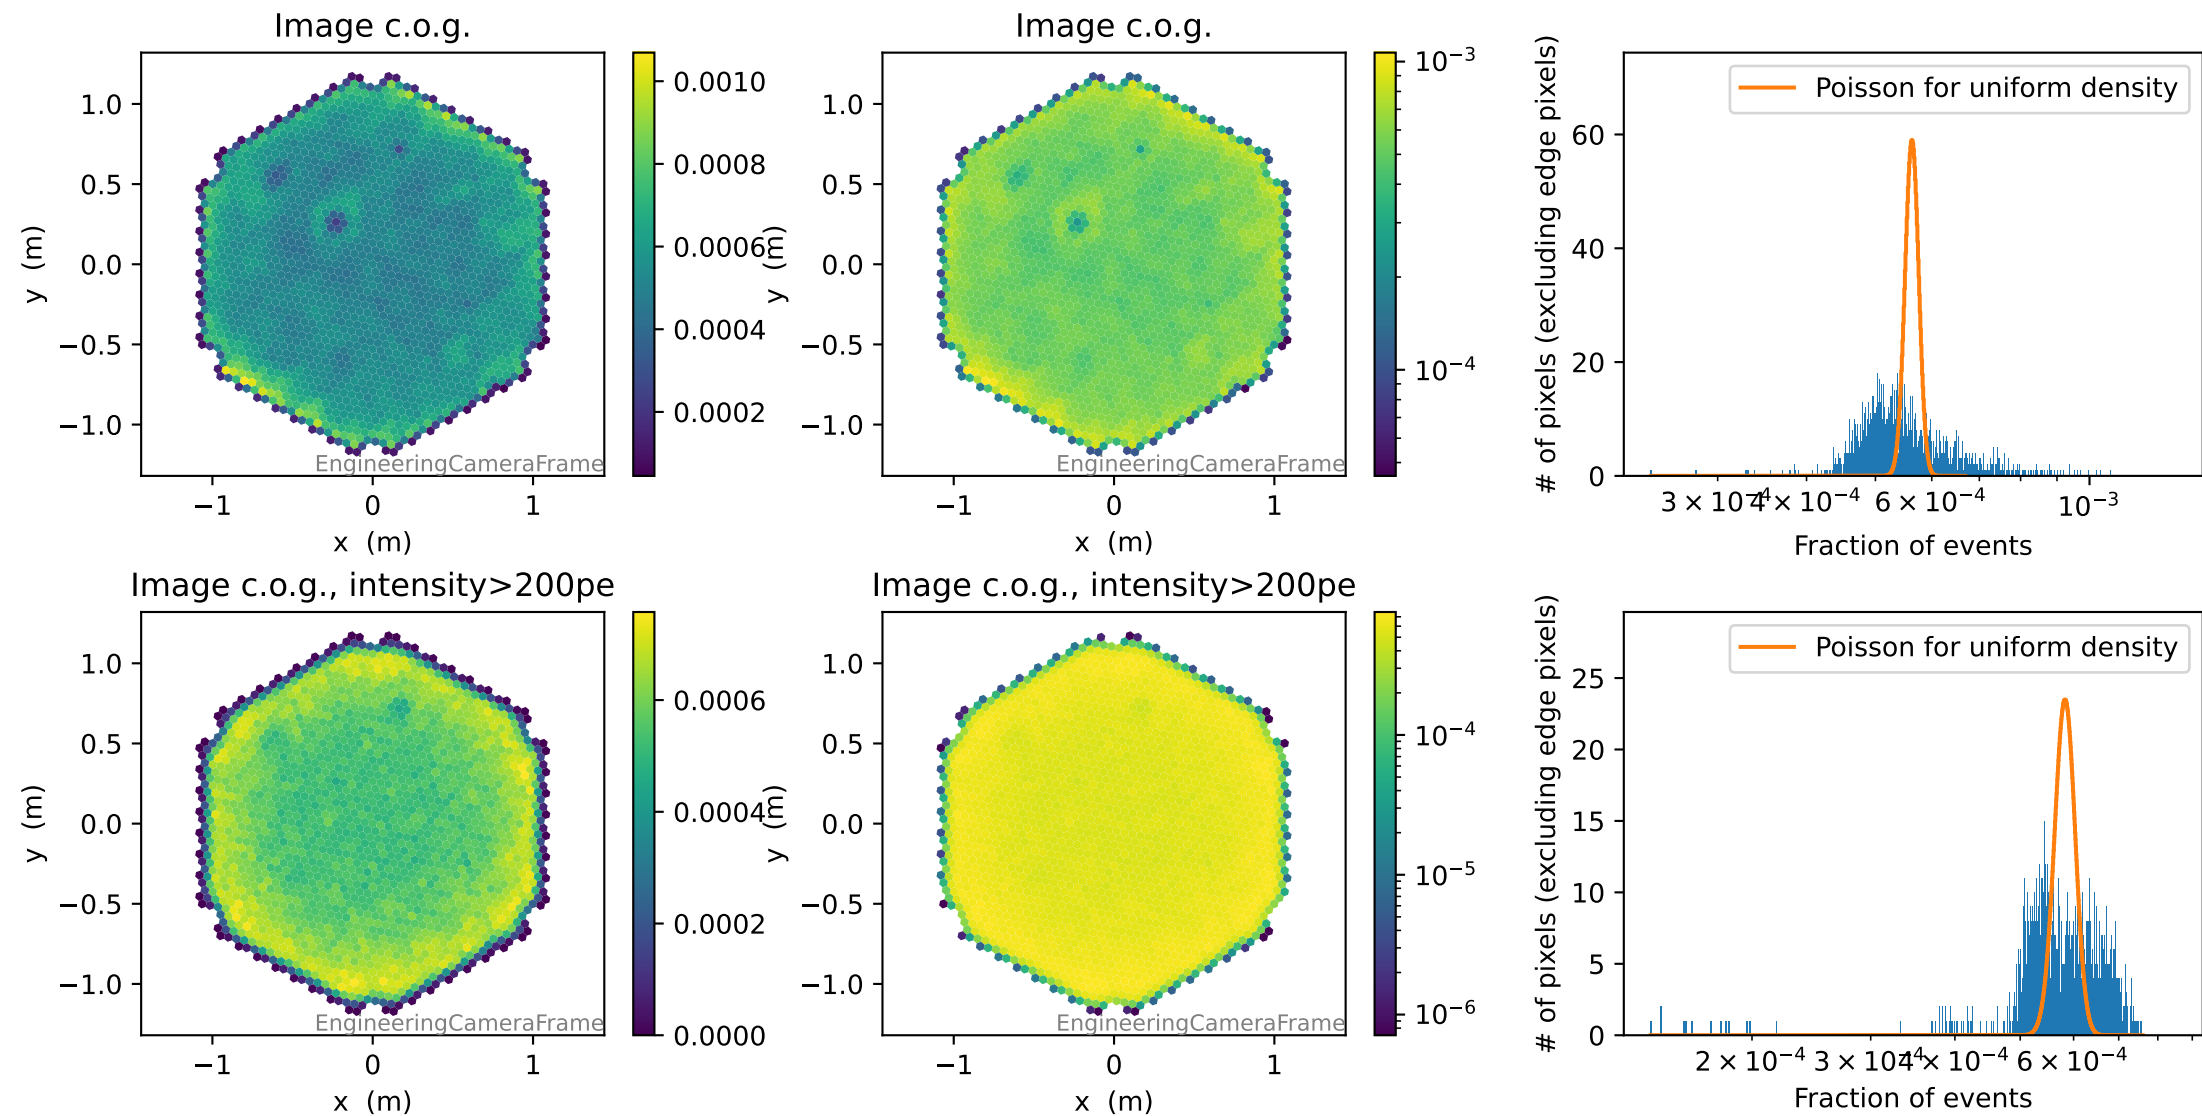 Image c.o.g.
1.0
0.5
0.0
−0.5
−1.0
y (m)
−1
0
1
x (m)
EngineeringCameraFrame
0.0010
0.0008
0.0006
0.0004
0.0002
Image c.o.g.
1.0
0.5
0.0
−0.5
−1.0
y (m)
−1
0
1
x (m)
EngineeringCameraFrame
10⁻³
10⁻⁴
Poisson for uniform density
# of pixels (excluding edge pixels)
60
40
20
0
3 × 10⁻⁴
4 × 10⁻⁴
6 × 10⁻⁴
10⁻³
Fraction of events
Image c.o.g., intensity>200pe
1.0
0.5
0.0
−0.5
−1.0
y (m)
−1
0
1
x (m)
EngineeringCameraFrame
0.0006
0.0004
0.0002
0.0000
Image c.o.g., intensity>200pe
1.0
0.5
0.0
−0.5
−1.0
y (m)
−1
0
1
x (m)
EngineeringCameraFrame
10⁻⁴
10⁻⁵
10⁻⁶
Poisson for uniform density
# of pixels (excluding edge pixels)
25
20
15
10
5
0
2 × 10⁻⁴
3 × 10⁻⁴
4 × 10⁻⁴
6 × 10⁻⁴
Fraction of events